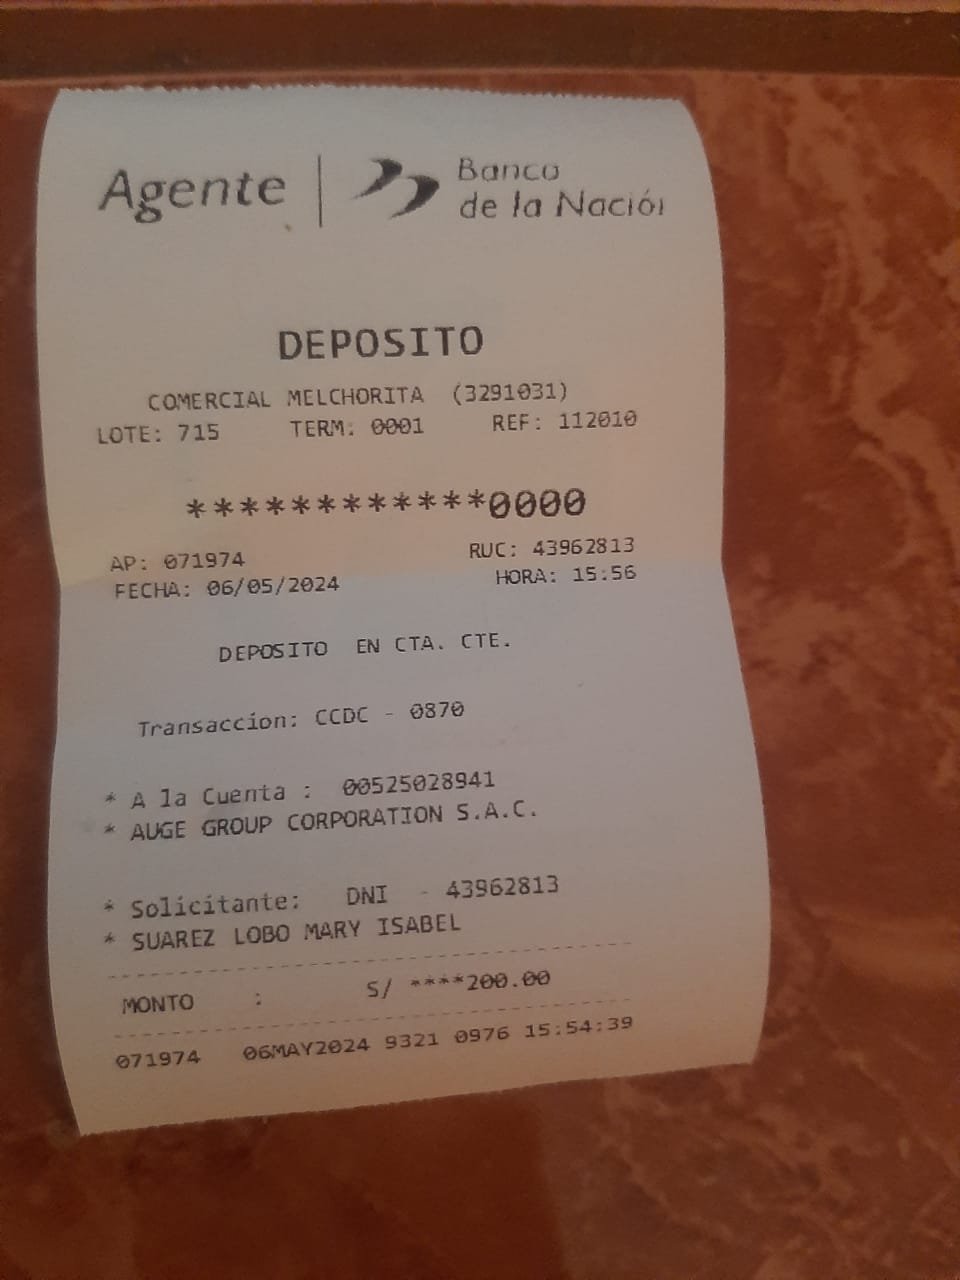 Agente | Banco
de la Nación
DEPOSITO
COMERCIAL MELCHORITA (3291031)
LOTE: 715 TERM: 0001 REF: 112010
************0000
AP: 071974 RUC: 43962813
FECHA: 06/05/2024 HORA: 15:56
DEPOSITO EN CTA. CTE.
Transaccion: CCDC - 0870
* A la Cuenta : 00525028941
* AUGE GROUP CORPORATION S.A.C.
* Solicitante: DNI - 43962813
* SUAREZ LOBO MARY ISABEL
MONTO : S/ ****200.00
071974 06MAY2024 9321 0976 15:54:39